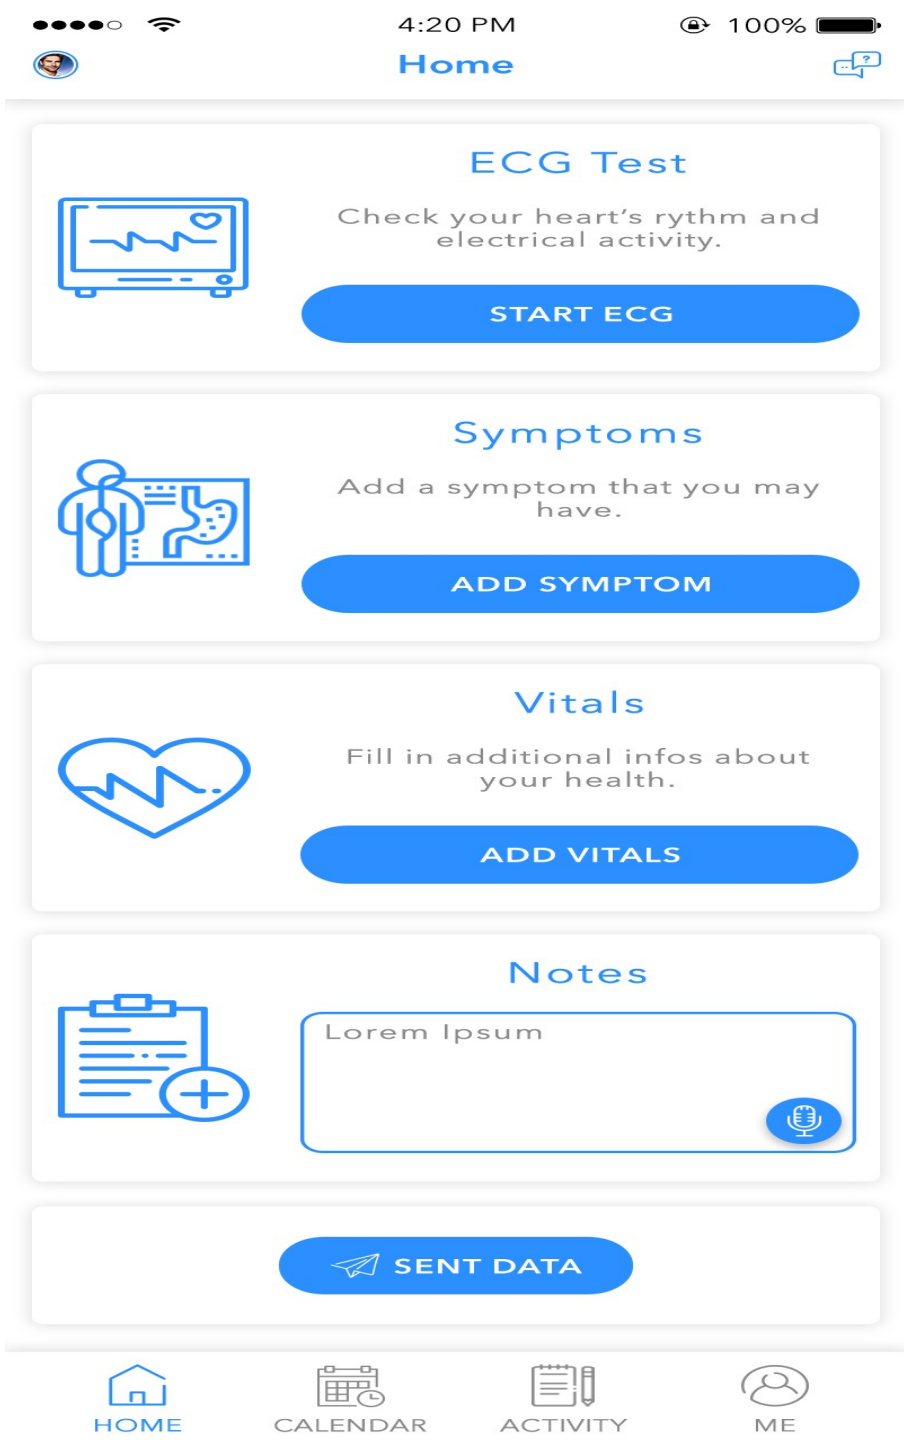 4:20 PM
100%
Home
?
ECG Test
Check your heart's rythm and
electrical activity.
START ECG
Symptoms
Add a symptom that you may
have.
ADD SYMPTOM
Vitals
Fill in additional infos about
your health.
ADD VITALS
Notes
Lorem Ipsum
SENT DATA
HOME
CALENDAR
ACTIVITY
ME